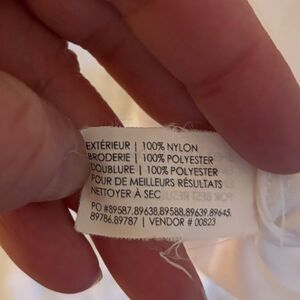 EXTÉRIEUR | 100% NYLON
BRODERIE | 100% POLYESTER
DOUBLURE | 100% POLYESTER
POUR DE MEILLEURS RÉSULTATS
NETTOYER À SEC
PO #89587,89638,89588,89639,89645,
89786,89787 | VENDOR # 00823